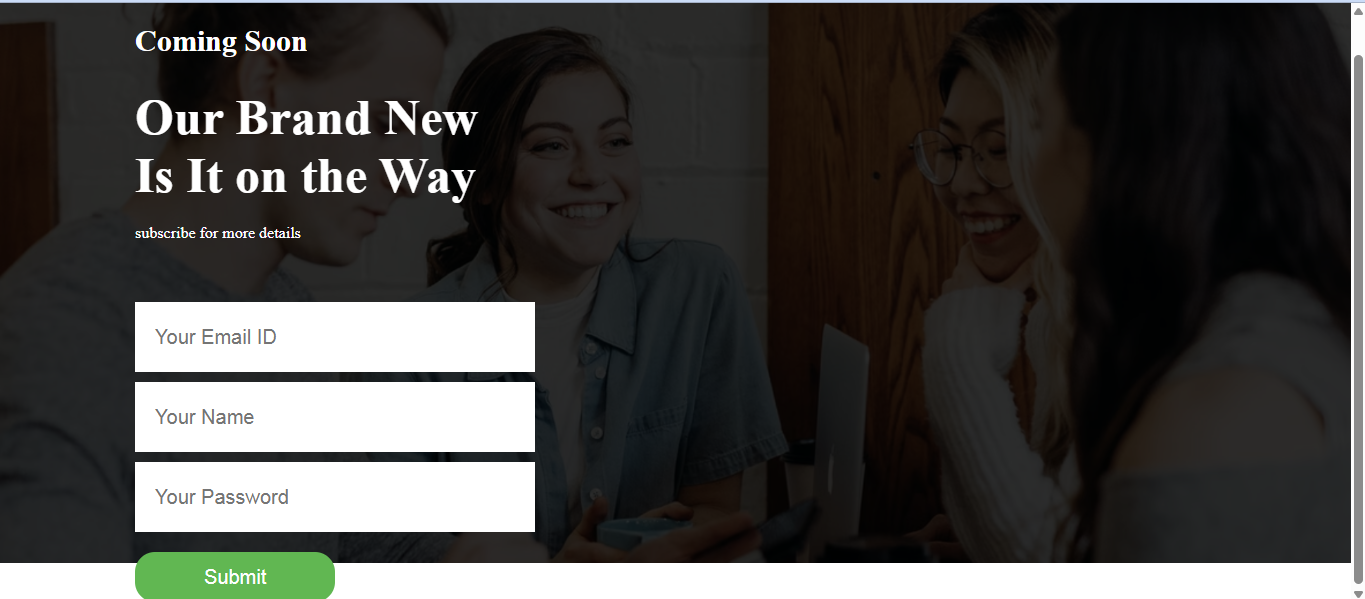 Coming Soon
Our Brand New
Is It on the Way
subscribe for more details
Your Email ID
Your Name
Your Password
Submit